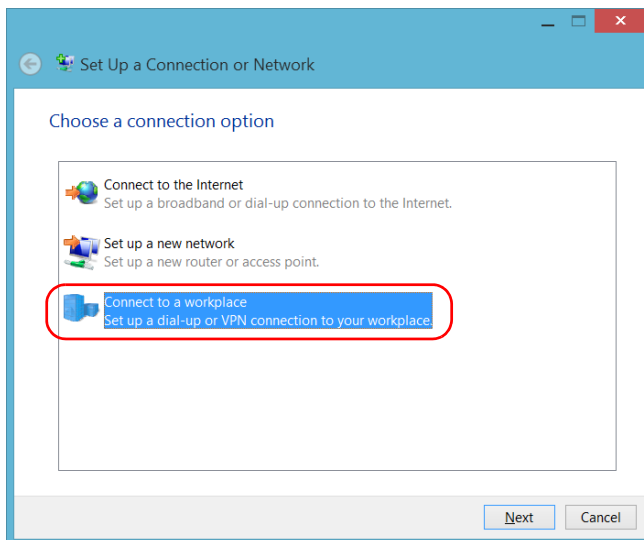 Set Up a Connection or Network
Choose a connection option
Connect to the Internet
Set up a broadband or dial-up connection to the Internet.
Set up a new network
Set up a new router or access point.
Connect to a workplace
Set up a dial-up or VPN connection to your workplace.
Next Cancel